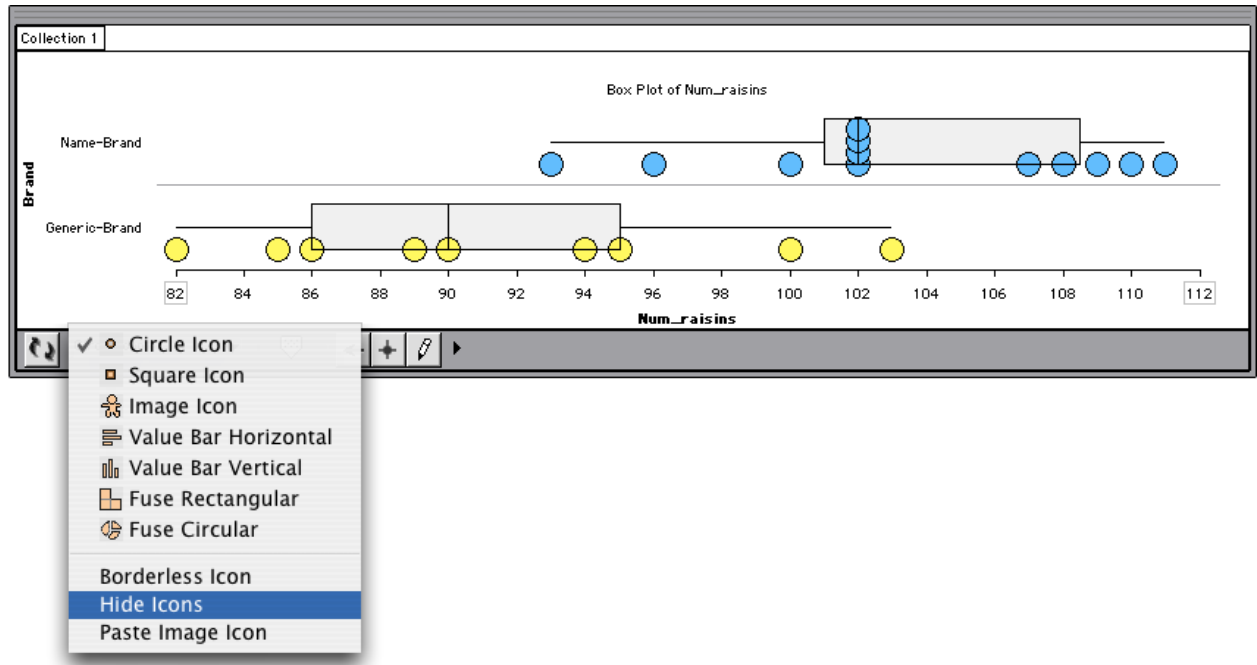 Collection 1
Box Plot of Num_raisins
Name-Brand
Brand
Generic-Brand
82 84 86 88 90 92 94 96 98 100 102 104 106 108 110 112
Num_raisins
Circle Icon
Square Icon
Image Icon
Value Bar Horizontal
Value Bar Vertical
Fuse Rectangular
Fuse Circular
Borderless Icon
Hide Icons
Paste Image Icon